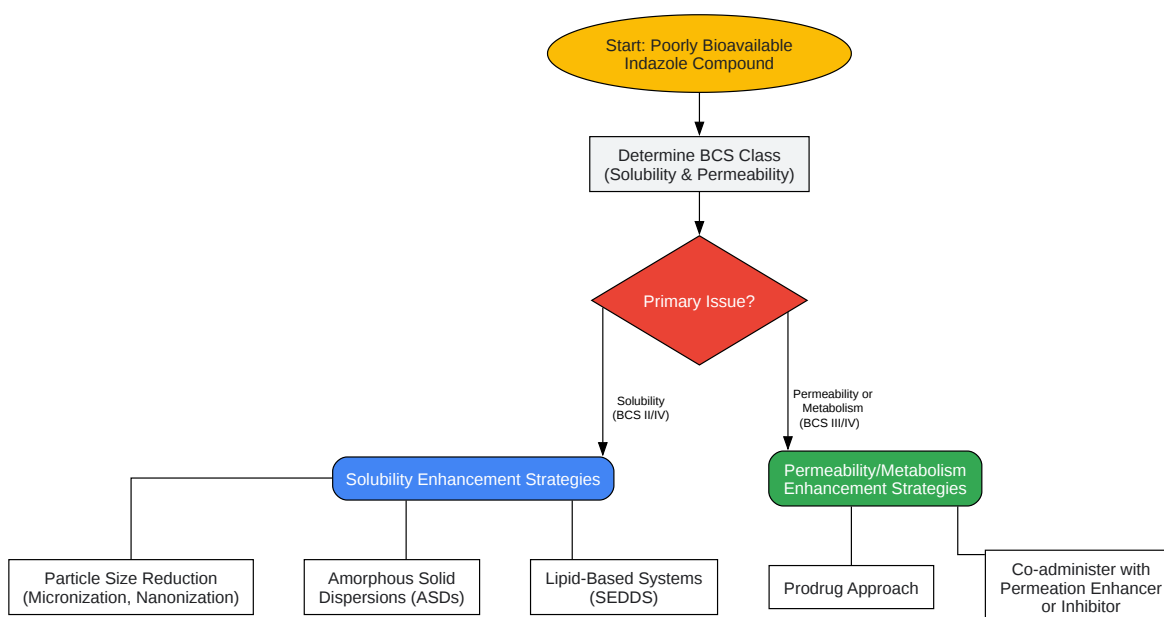 Start: Poorly Bioavailable
Indazole Compound
Determine BCS Class
(Solubility & Permeability)
Primary Issue?
Solubility
(BCS II/IV)
Permeability or
Metabolism
(BCS III/IV)
Solubility Enhancement Strategies
Permeability/Metabolism
Enhancement Strategies
Particle Size Reduction
(Micronization, Nanonization)
Amorphous Solid
Dispersions (ASDs)
Lipid-Based Systems
(SEDDS)
Prodrug Approach
Co-administer with
Permeation Enhancer
or Inhibitor